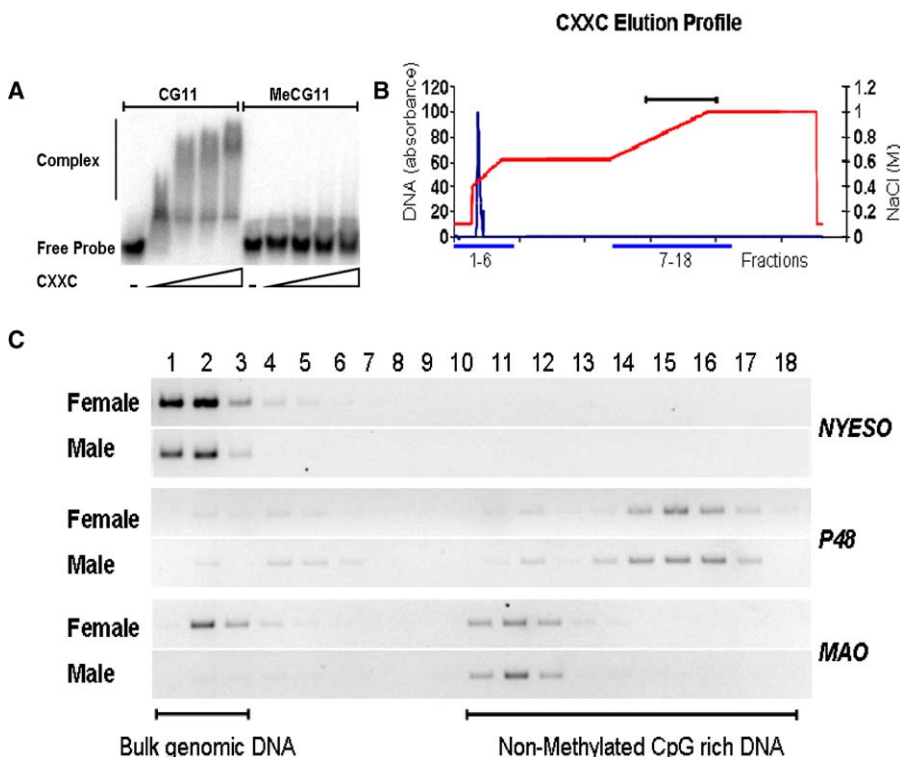 CXXC Elution Profile
A
CG11 MeCG11
Complex
Free Probe
CXXC
- -
B
DNA (absorbance)
120
100
80
60
40
20
0
1.2
1
0.8
0.6
0.4
0.2
0
NaCl (M)
1-6 7-18 Fractions
C
1 2 3 4 5 6 7 8 9 10 11 12 13 14 15 16 17 18
Female
Male
NYESO
Female
Male
P48
Female
Male
MAO
Bulk genomic DNA Non-Methylated CpG rich DNA